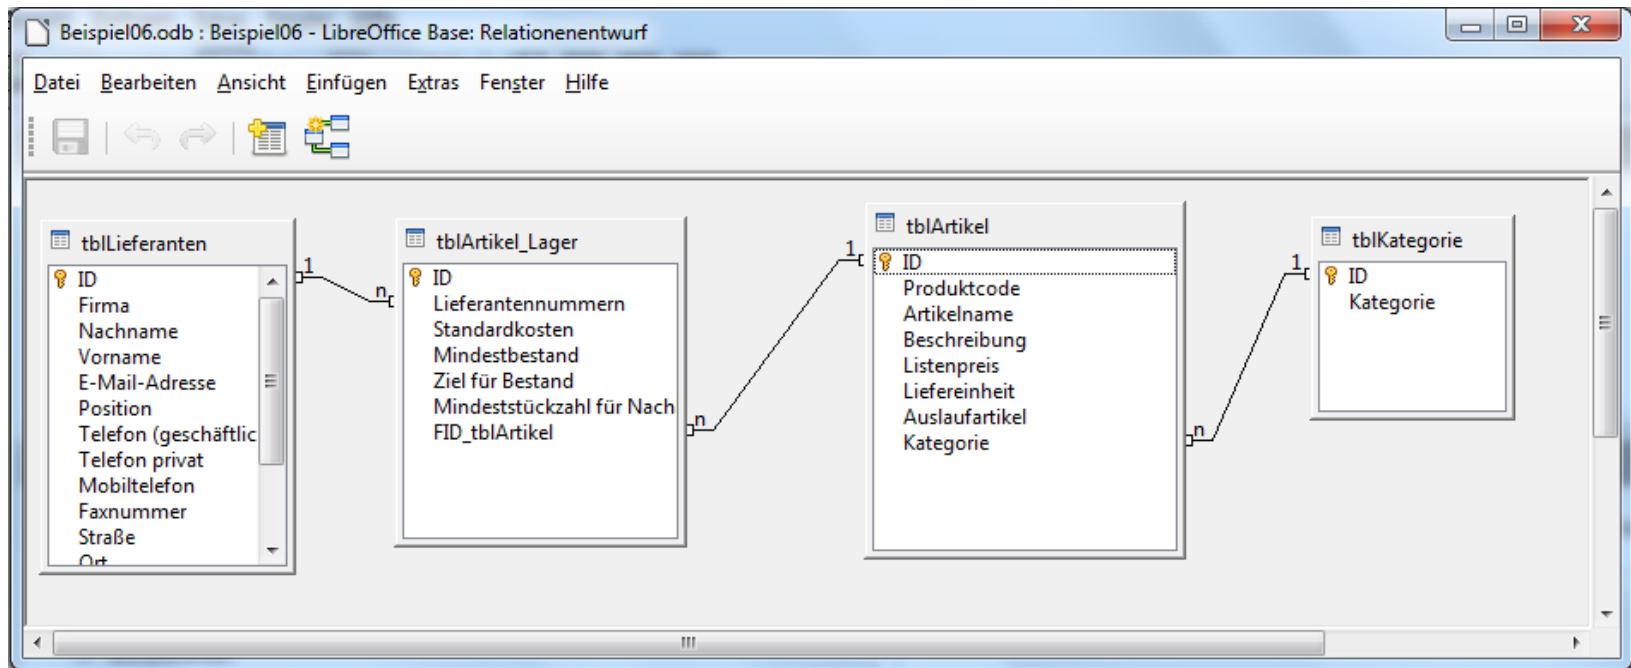 Beispiel06.odb : Beispiel06 - LibreOffice Base: Relationenentwurf
Datei Bearbeiten Ansicht Einfügen Extras Fenster Hilfe
tblLieferanten
ID
Firma
Nachname
Vorname
E-Mail-Adresse
Position
Telefon (geschäftlic
Telefon privat
Mobiltelefon
Faxnummer
Straße
Ort
1
n
tblArtikel_Lager
ID
Lieferantennummern
Standardkosten
Mindestbestand
Ziel für Bestand
Mindeststückzahl für Nach
FID_tblArtikel
n
1
tblArtikel
ID
Produktcode
Artikelname
Beschreibung
Listenpreis
Liefereinheit
Auslaufartikel
Kategorie
n
1
tblKategorie
ID
Kategorie